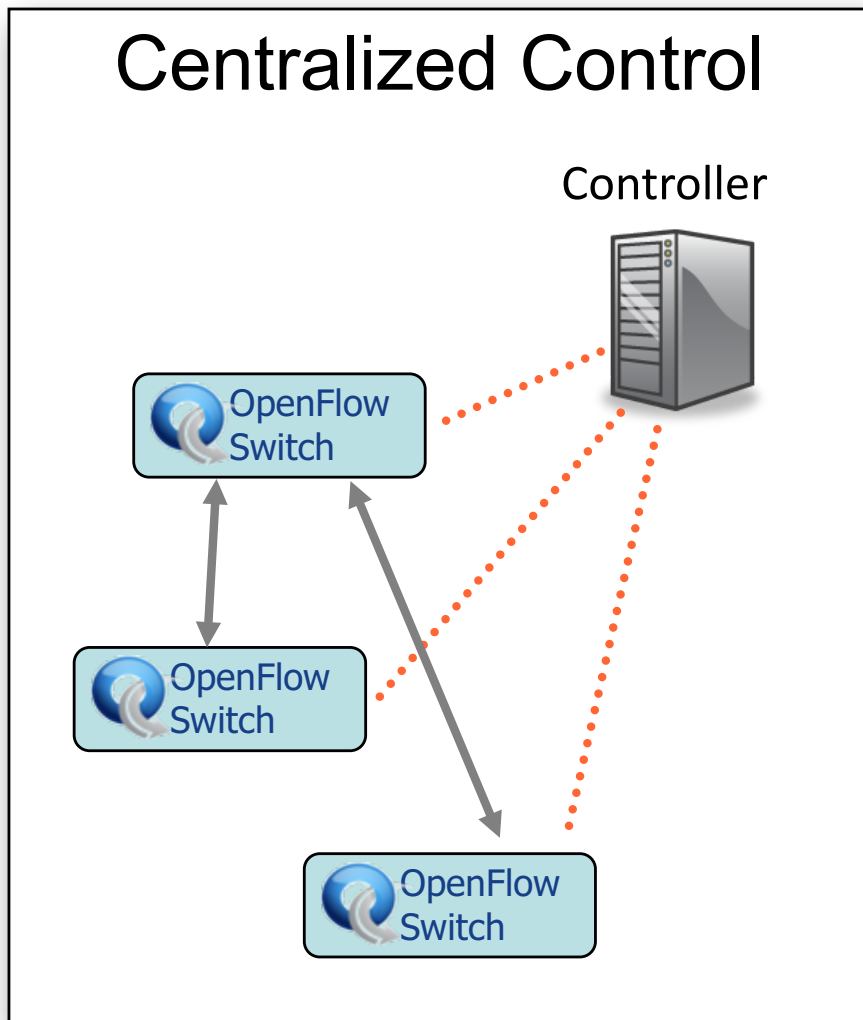 Centralized Control
Controller
OpenFlow
Switch
OpenFlow
Switch
OpenFlow
Switch